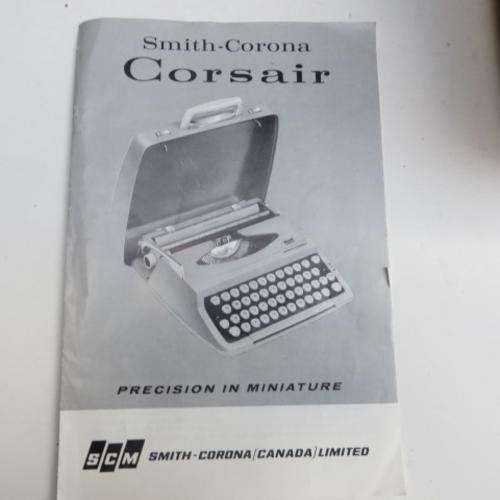 Smith-Corona
Corsair
PRECISION IN MINIATURE
SCM SMITH-CORONA (CANADA) LIMITED